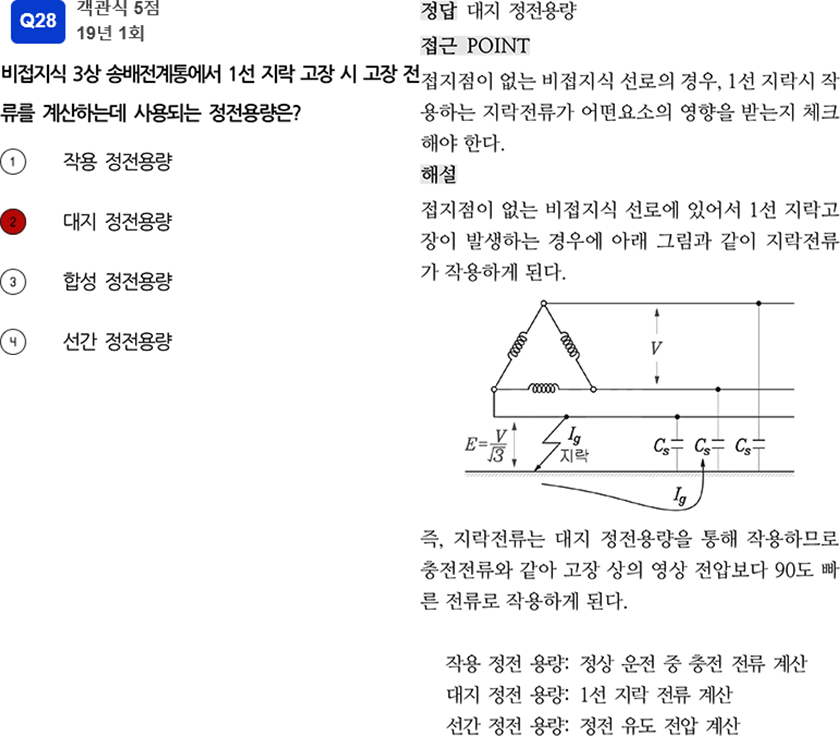 Q28
객관식 5점
19년 1회
비접지식 3상 송배전계통에서 1선 지락 고장 시 고장 전
류를 계산하는데 사용되는 정전용량은?
1 작용 정전용량
2 대지 정전용량
3 합성 정전용량
4 선간 정전용량
정답 대지 정전용량
접근 POINT
접지점이 없는 비접지식 선로의 경우, 1선 지락시 작
용하는 지락전류가 어떤요소의 영향을 받는지 체크
해야 한다.
해설
접지점이 없는 비접지식 선로에 있어서 1선 지락고
장이 발생하는 경우에 아래 그림과 같이 지락전류
가 작용하게 된다.
V
E=V/√3
Ig
지락
Cs Cs Cs
Ig
즉, 지락전류는 대지 정전용량을 통해 작용하므로
충전전류와 같아 고장 상의 영상 전압보다 90도 빠
른 전류로 작용하게 된다.
작용 정전 용량: 정상 운전 중 충전 전류 계산
대지 정전 용량: 1선 지락 전류 계산
선간 정전 용량: 정전 유도 전압 계산